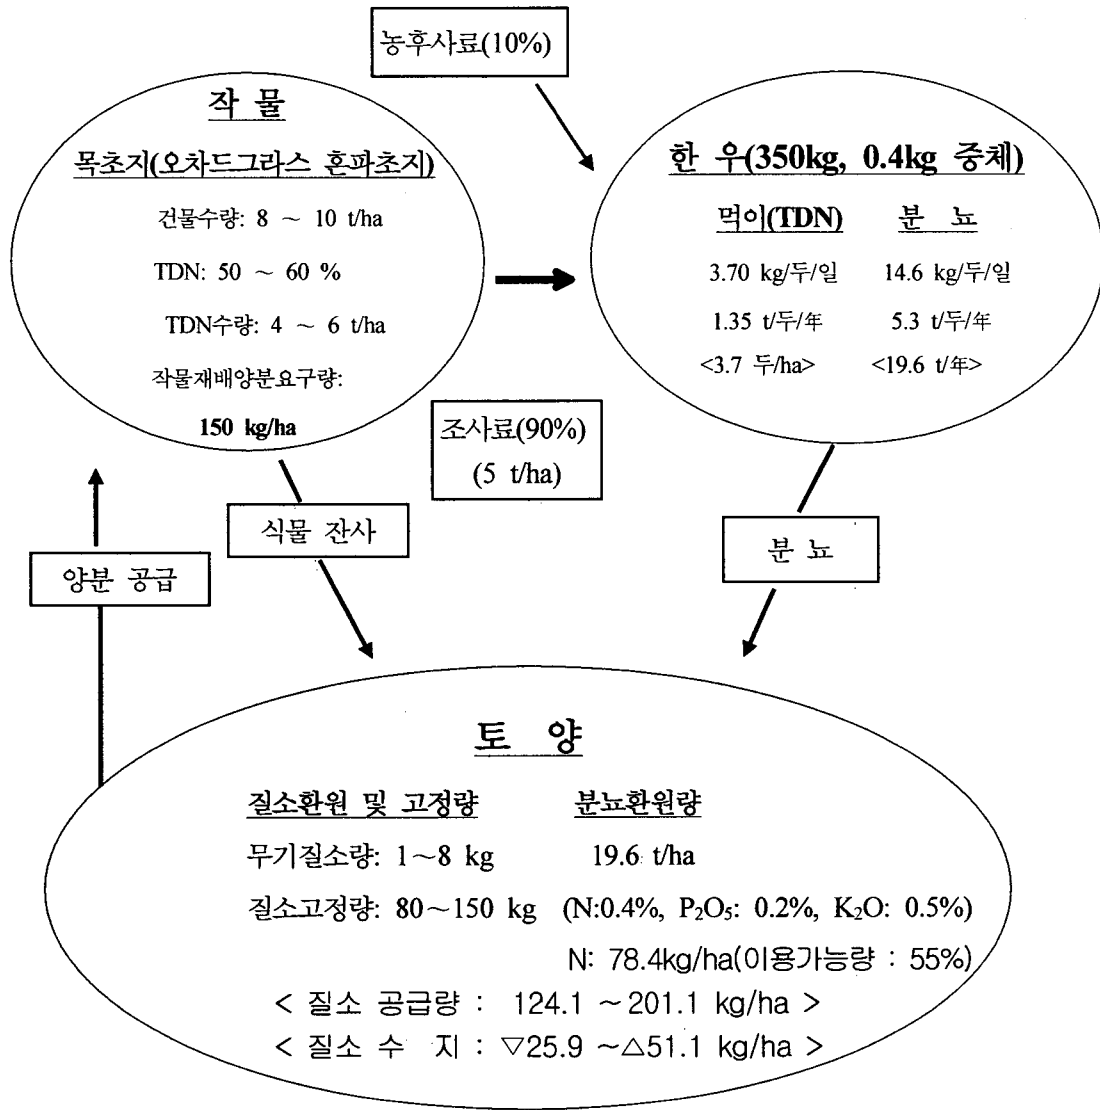 농후사료(10%)
작 물
목초지(오차드그라스 혼파초지)
건물수량: 8 ~ 10 t/ha
TDN: 50 ~ 60 %
TDN수량: 4 ~ 6 t/ha
작물재배양분요구량:
150 kg/ha
한 우(350kg, 0.4kg 중체)
먹이(TDN) 분 뇨
3.70 kg/두/일 14.6 kg/두/일
1.35 t/두/年 5.3 t/두/年
<3.7 두/ha> <19.6 t/年>
조사료(90%)
(5 t/ha)
식물 잔사
분 뇨
양분 공급
토 양
질소환원 및 고정량 분뇨환원량
무기질소량: 1~8 kg 19.6 t/ha
질소고정량: 80~150 kg (N:0.4%, P₂O₅: 0.2%, K₂O: 0.5%)
N: 78.4kg/ha(이용가능량 : 55%)
< 질소 공급량 : 124.1 ~201.1 kg/ha >
< 질소 수 지 : ▽25.9 ~△51.1 kg/ha >